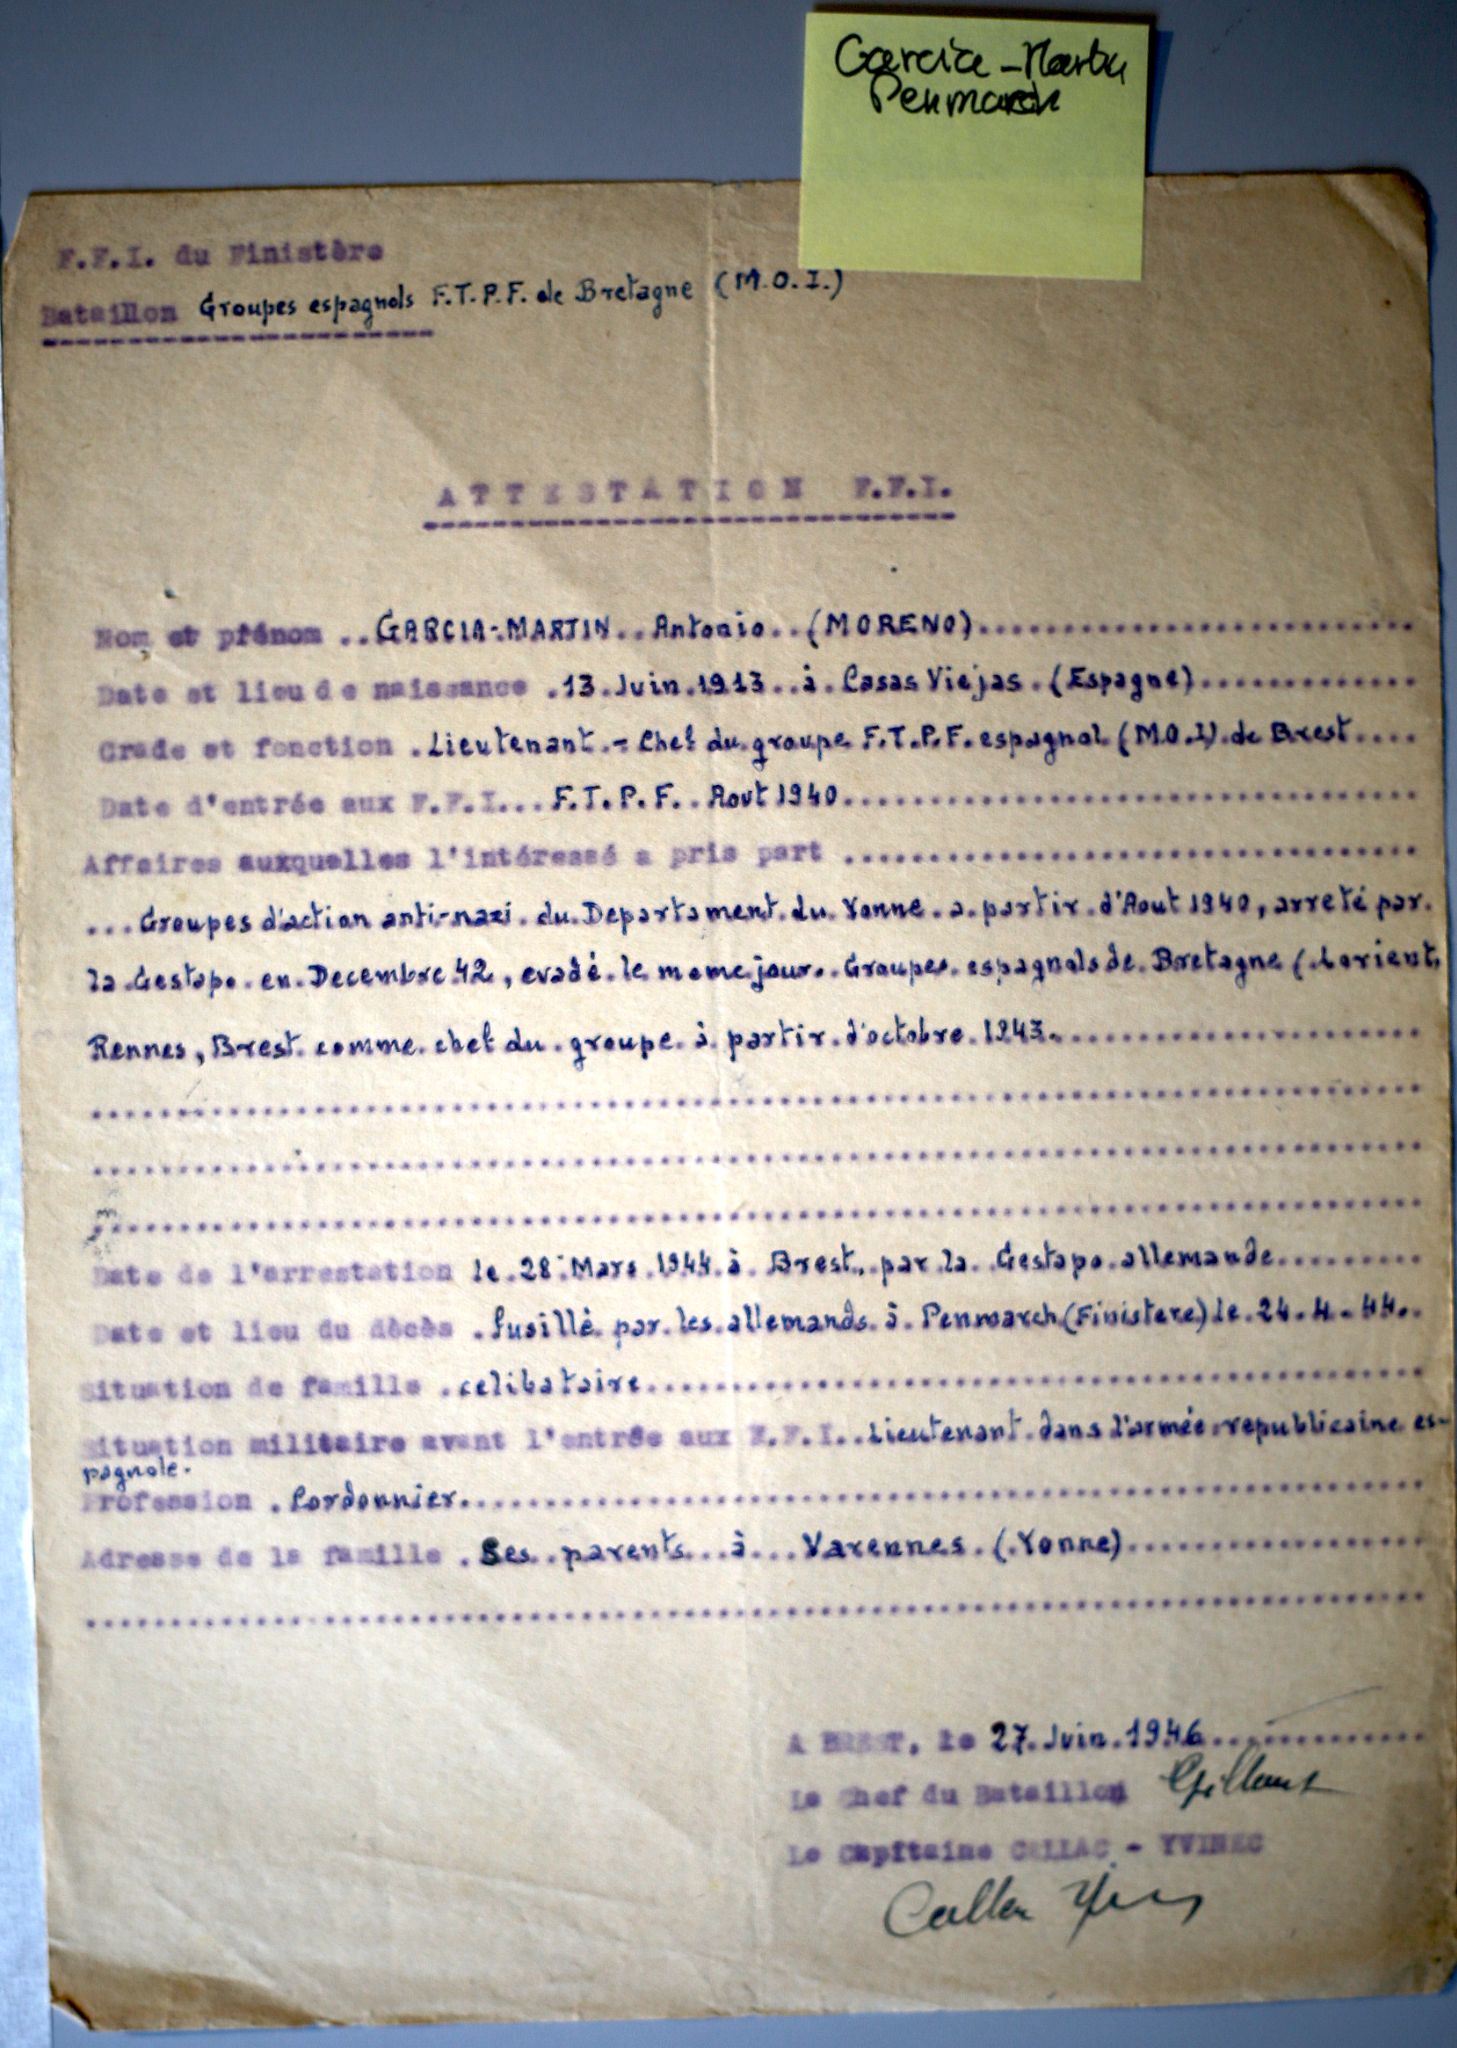 Garcia-Martin
Penmarch
F.F.I. du Finistère
Bataillon Groupes espagnols F.T.P.F. de Bretagne (M.O.I.)
ATTESTATION F.F.I.
Nom et prénom .. GARCIA-MARTIN.. Antonio.. (MORENO)
Date et lieu de naissance .13.Juin.1913..à.Casas Viejas.(Espagne)
Grade et fonction .Lieutenant.- Chef du groupe F.T.P.F. espagnol (M.O.I). de Brest....
Date d'entrée aux F.F.I... F.T.P.F.. Aout 1940
Affaires auxquelles l'intéressé a pris part
... Groupes d'action anti-nazi. du. Departament. du. Yonne. a. partir. d'Aout 1940, arreté par.
la. Gestapo. en. Decembre 42, evadé. le. meme jour.. Groupes. espagnols de. Bretagne (Lorient,
Rennes, Brest. comme. chef du. groupe. à. partir. d'octobre. 1943.
Date de l'arrestation le.28.Mars.1944.à. Brest.. par. la.. Gestapo. allemande
Date et lieu du décès .fusillé. par. les. allemands. à. Penmarch (Finistere) le. 24.4.44..
Situation de famille .celibataire
Situation militaire avant l'entrée aux F.F.I..Lieutenant. dans. l'armée. republicaine es-
pagnole.
Profession . Cordonnier
Adresse de la famille . Ses.. parents...à...Varennes.(.Yonne)
A BREST, le 27.Juin.1946
Le Chef du Bataillon
Le Capitaine CALLAC - YVINEC